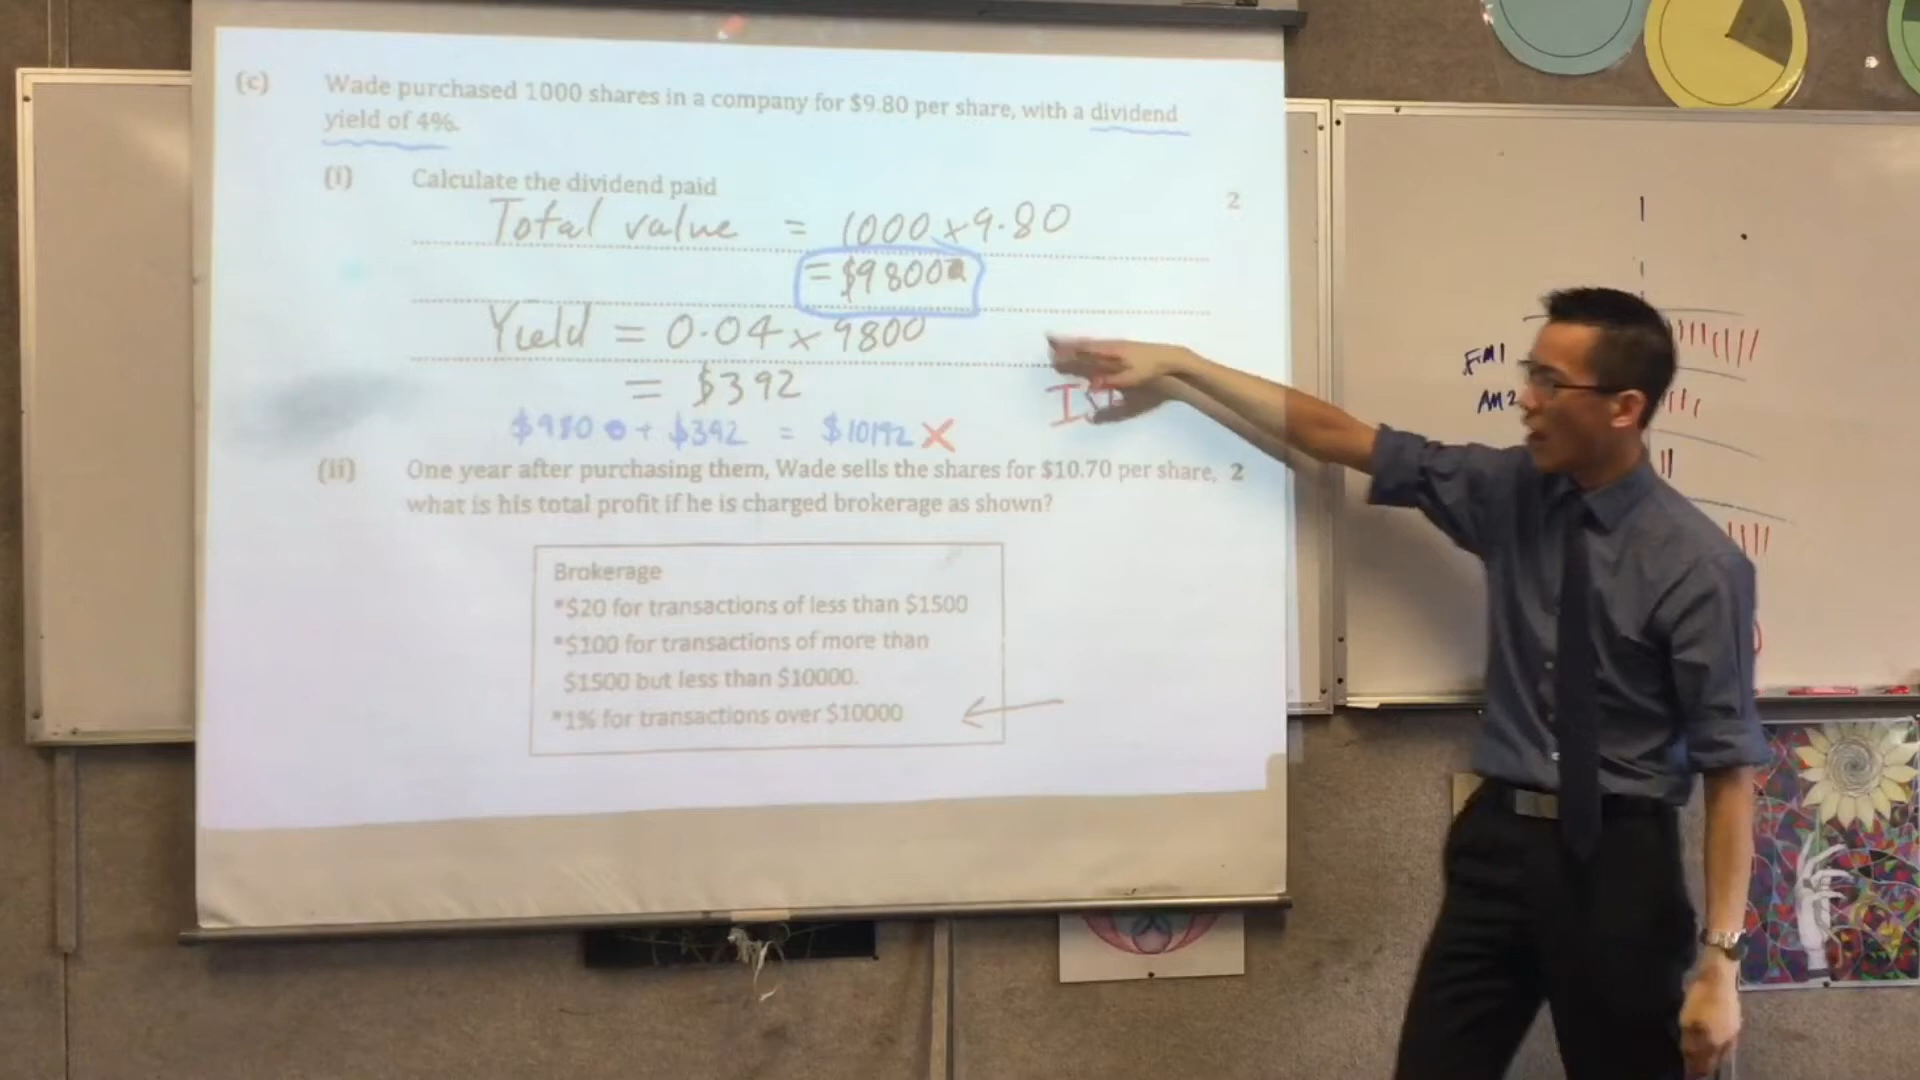 (c) Wade purchased 1000 shares in a company for $9.80 per share, with a dividend
yield of 4%.
(i) Calculate the dividend paid 2
Total value = 1000 x 9.80
= $9800
Yield = 0.04 x 9800
= $392
$9800 + $392 = $10192 X
(ii) One year after purchasing them, Wade sells the shares for $10.70 per share, 2
what is his total profit if he is charged brokerage as shown?
Brokerage
*$20 for transactions of less than $1500
*$100 for transactions of more than
$1500 but less than $10000.
*1% for transactions over $10000
FM1
AM2